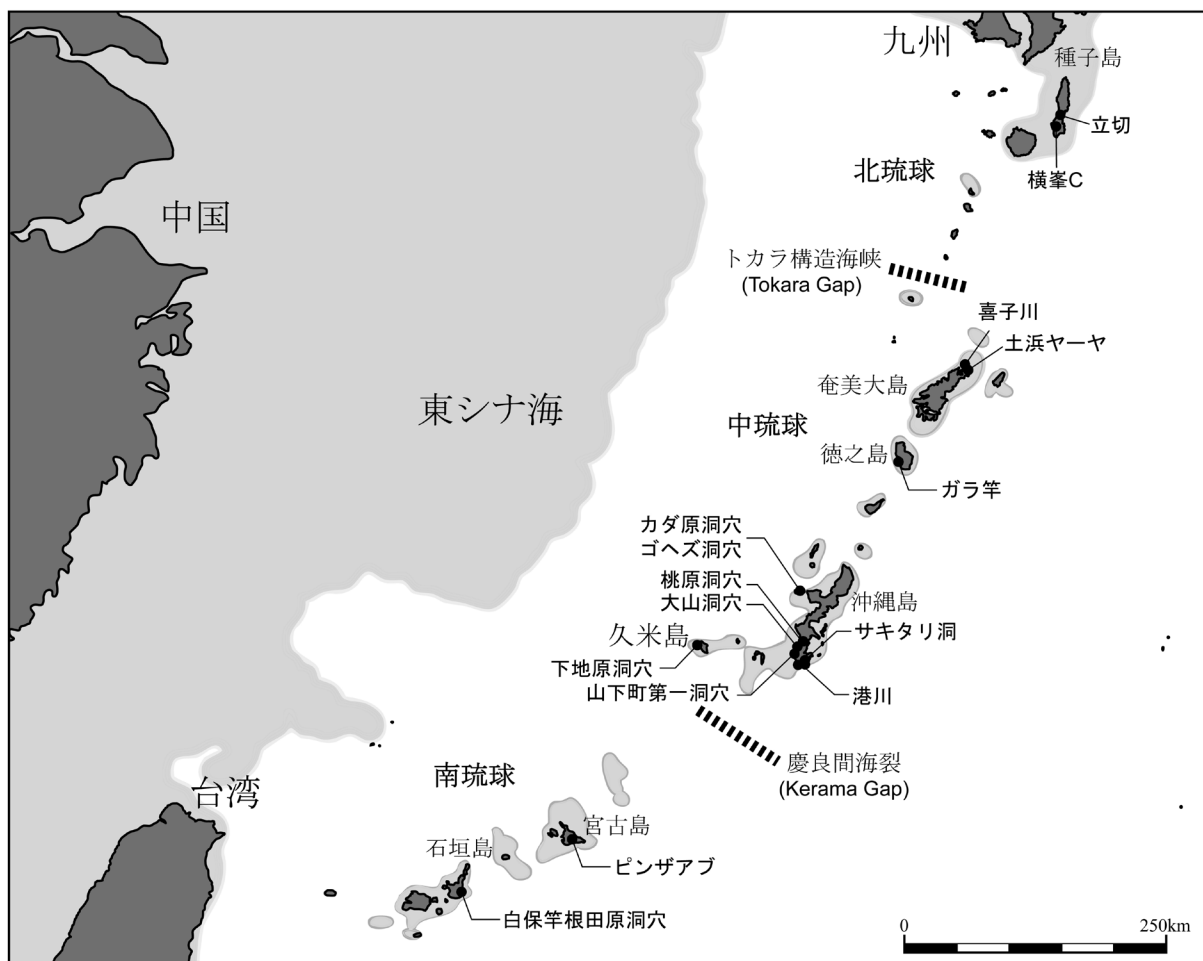 九州
種子島
立切
横峯C
北琉球
中国
トカラ構造海峡
(Tokara Gap)
喜子川
土浜ヤーヤ
奄美大島
東シナ海
中琉球
徳之島
ガラ竿
カダ原洞穴
ゴヘズ洞穴
桃原洞穴
大山洞穴
沖縄島
サキタリ洞
久米島
下地原洞穴
山下町第一洞穴
港川
慶良間海裂
(Kerama Gap)
南琉球
台湾
宮古島
石垣島
ピンザアブ
白保竿根田原洞穴
0
250km